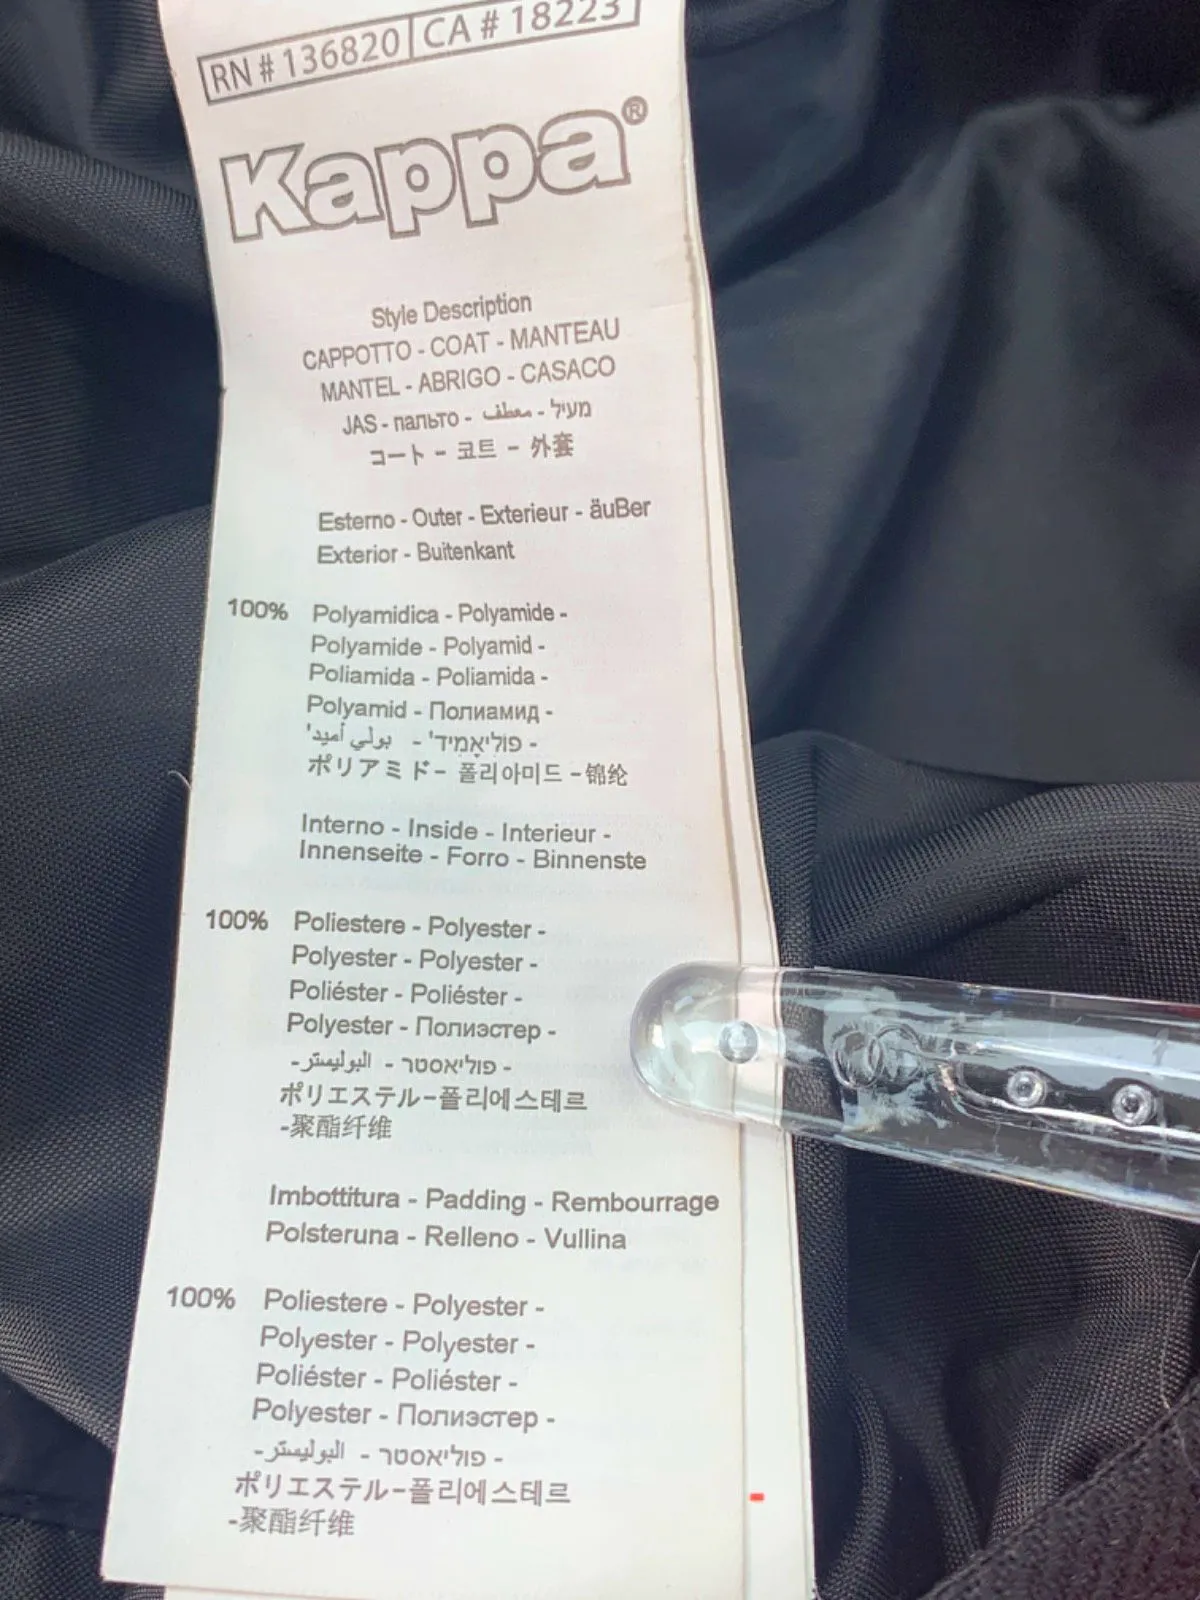 RN # 136820 CA # 18223
Kappa®
Style Description
CAPPOTTO - COAT - MANTEAU
MANTEL - ABRIGO - CASACO
JAS - пальто - معطف - מעיל
コート - 코트 - 外套
Esterno - Outer - Exterieur - äuBer
Exterior - Buitenkant
100% Polyamidica - Polyamide -
Polyamide - Polyamid -
Poliamida - Poliamida -
Polyamid - Полиамид -
'بولي أميد - 'פוליאָמיד -
ポリアミド- 폴리아미드 -锦纶
Interno - Inside - Interieur -
Innenseite - Forro - Binnenste
100% Poliestere - Polyester -
Polyester - Polyester -
Poliéster - Poliéster -
Polyester - Полиэстер -
-البوليستر - פוליאסטר -
ポリエステル-폴리에스테르
-聚酯纤维
Imbottitura - Padding - Rembourrage
Polsteruna - Relleno - Vullina
100% Poliestere - Polyester -
Polyester - Polyester -
Poliéster - Poliéster -
Polyester - Полиэстер -
-البوليستر - פוליאסטר -
ポリエステル-폴리에스테르
-聚酯纤维